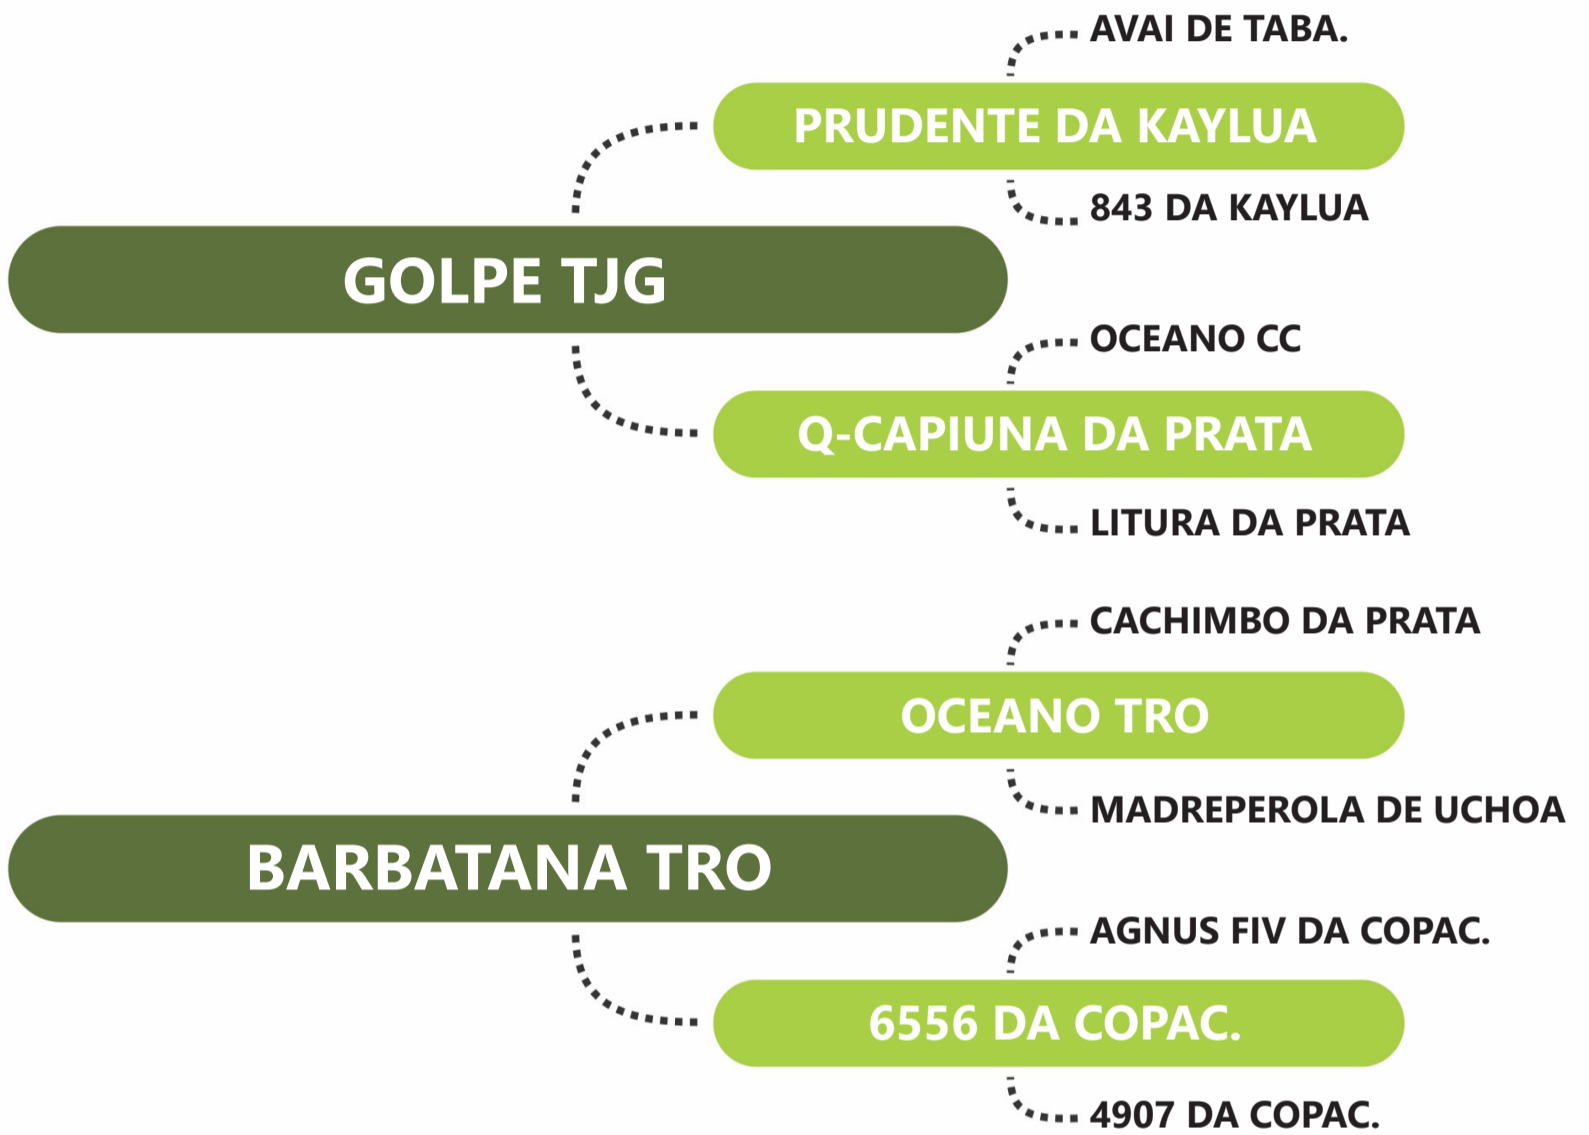 AVAI DE TABA.
PRUDENTE DA KAYLUA
843 DA KAYLUA
GOLPE TJG
OCEANO CC
Q-CAPIUNA DA PRATA
LITURA DA PRATA
CACHIMBO DA PRATA
OCEANO TRO
MADREPEROLA DE UCHOA
BARBATANA TRO
AGNUS FIV DA COPAC.
6556 DA COPAC.
4907 DA COPAC.